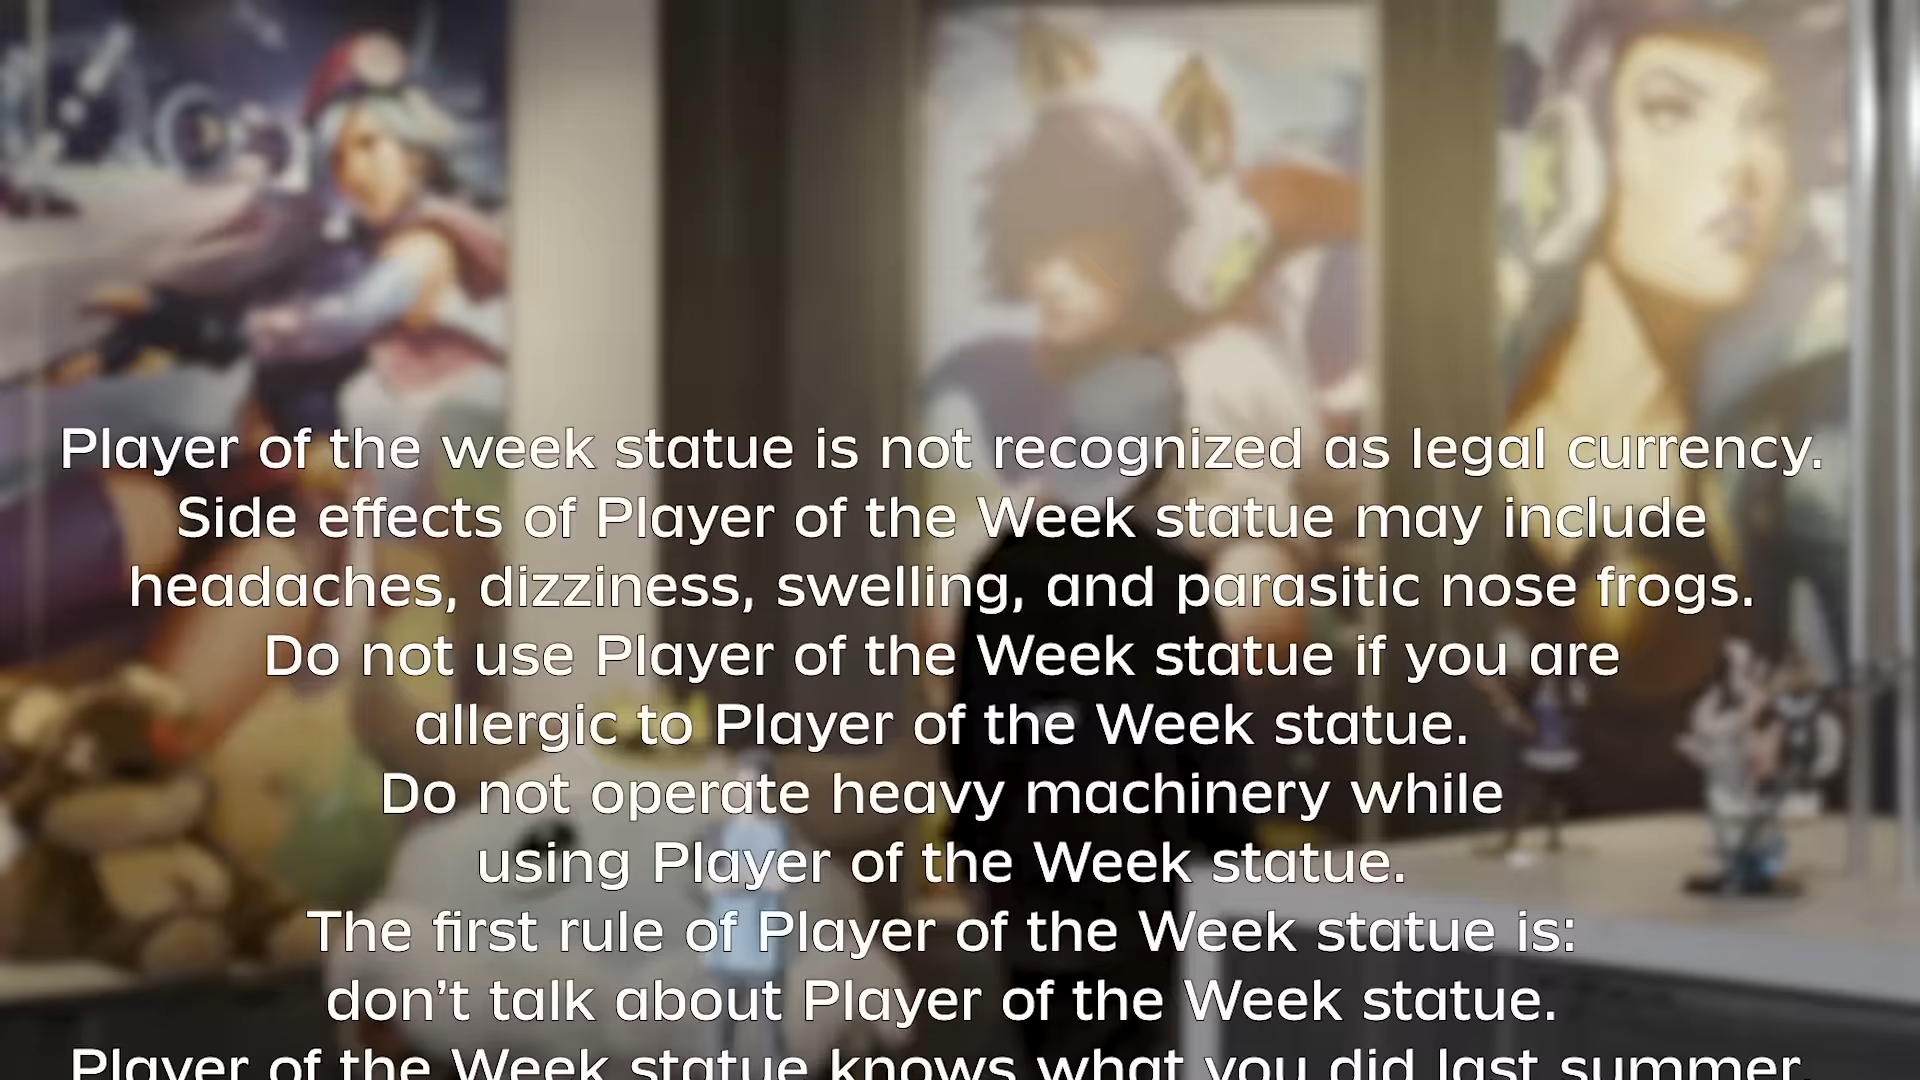 Player of the week statue is not recognized as legal currency.
Side effects of Player of the Week statue may include
headaches, dizziness, swelling, and parasitic nose frogs.
Do not use Player of the Week statue if you are
allergic to Player of the Week statue.
Do not operate heavy machinery while
using Player of the Week statue.
The first rule of Player of the Week statue is:
don’t talk about Player of the Week statue.
Player of the Week statue knows what you did last summer.